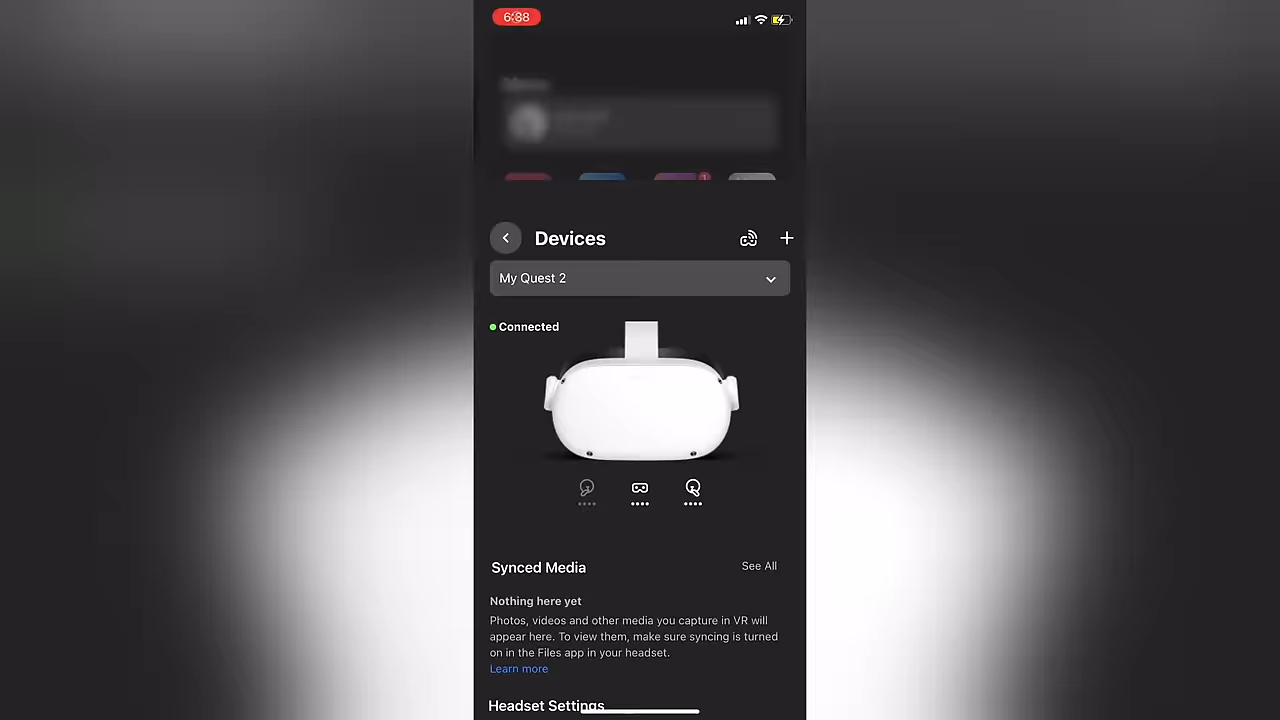 6:38
Devices
My Quest 2
Connected
Synced Media
See All
Nothing here yet
Photos, videos and other media you capture in VR will
appear here. To view them, make sure syncing is turned
on in the Files app in your headset.
Learn more
Headset Settings